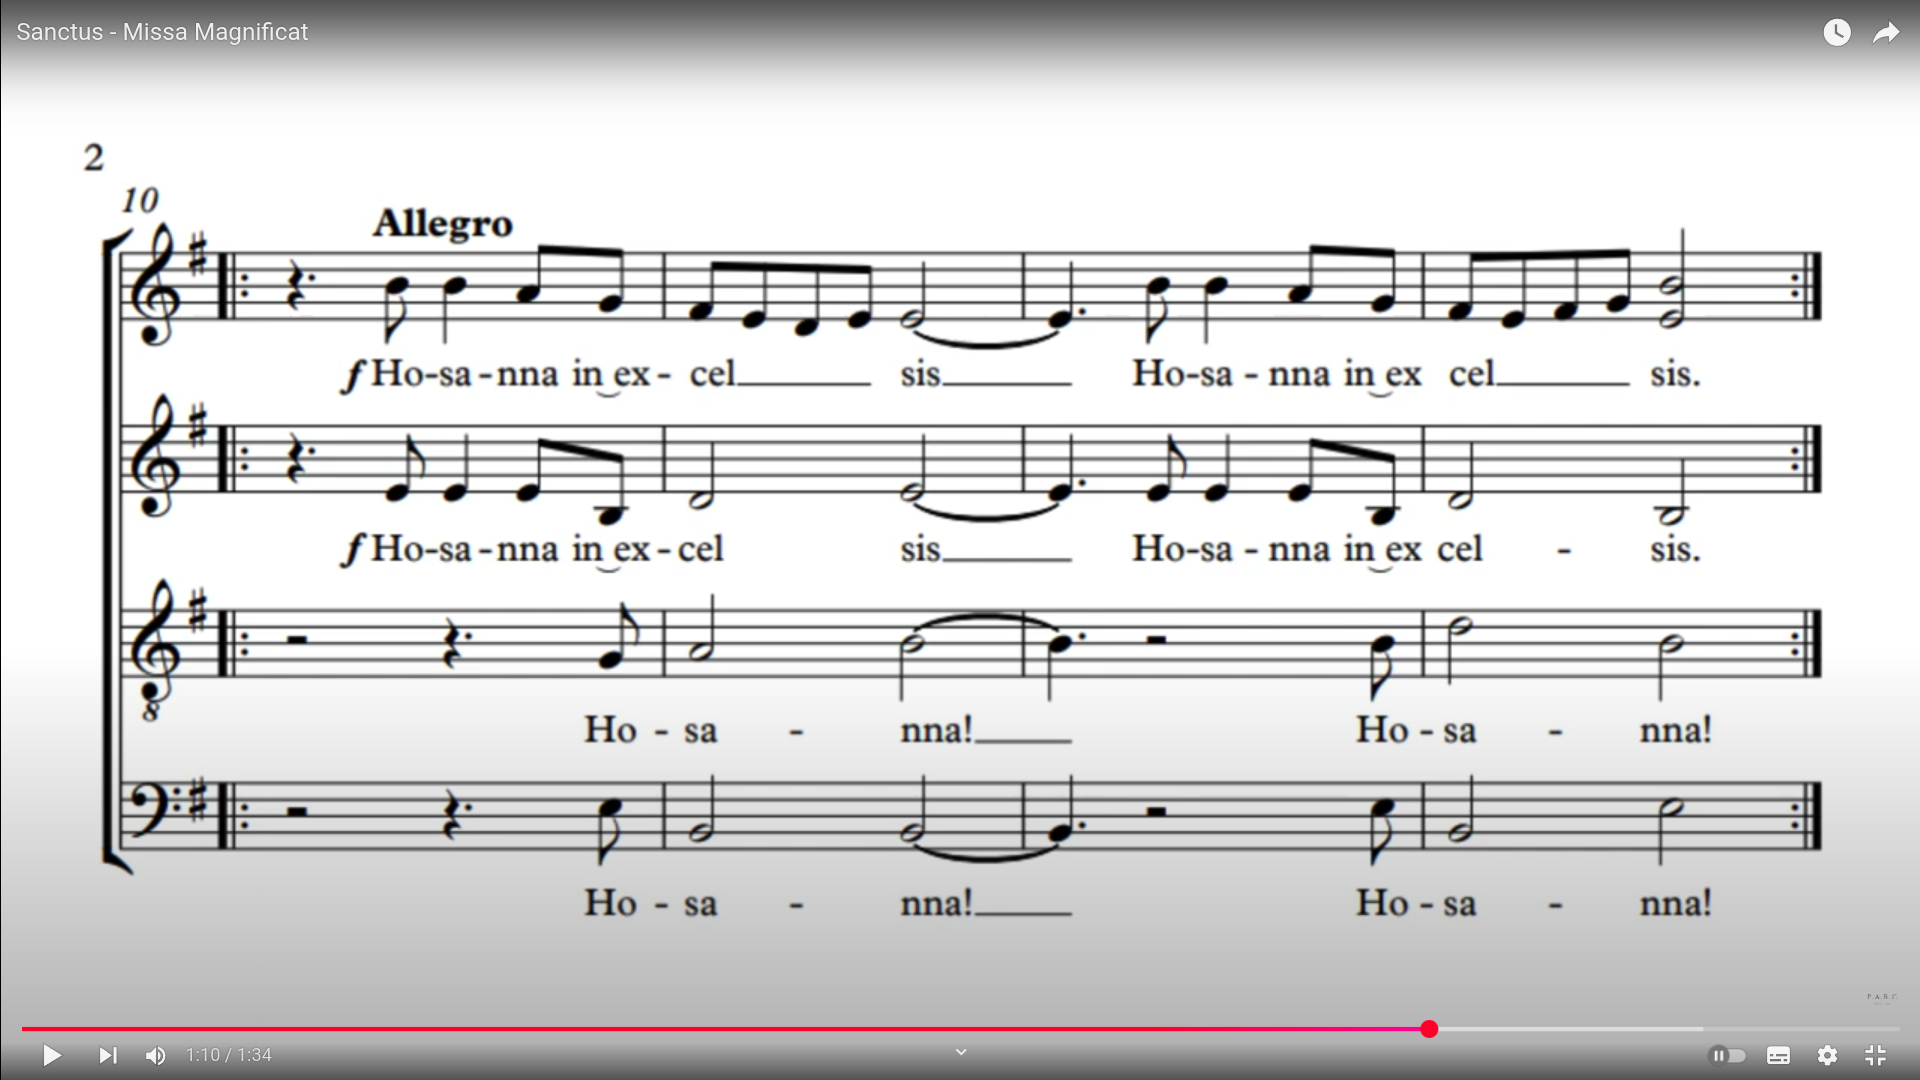 Sanctus - Missa Magnificat
2
10
Allegro
f Ho-sa-nna in ex- cel sis Ho-sa - nna in ex cel sis.
f Ho-sa-nna in ex-cel sis Ho-sa - nna in ex cel - sis.
8
Ho - sa - nna! Ho - sa - nna!
Ho - sa - nna! Ho - sa - nna!
P.A.R.C
1:10 / 1:34